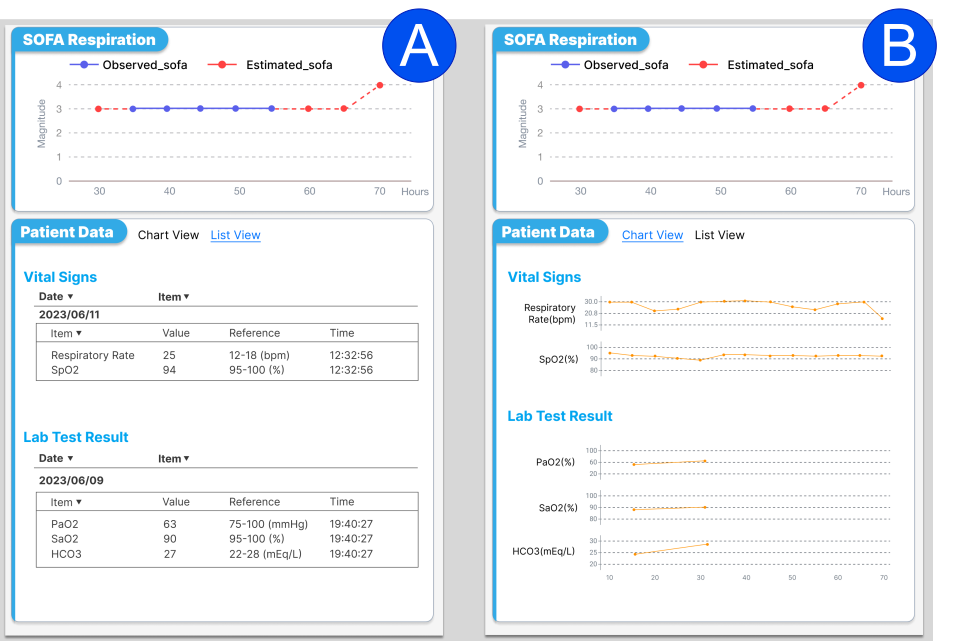 A
SOFA Respiration
Observed_sofa Estimated_sofa
Magnitude
4
3
2
1
0
30 40 50 60 70 Hours
Patient Data Chart View List View
Vital Signs
Date ▼ Item ▼
2023/06/11
Item ▼ Value Reference Time
Respiratory Rate 25 12-18 (bpm) 12:32:56
SpO2 94 95-100 (%) 12:32:56
Lab Test Result
Date ▼ Item ▼
2023/06/09
Item ▼ Value Reference Time
PaO2 63 75-100 (mmHg) 19:40:27
SaO2 90 95-100 (%) 19:40:27
HCO3 27 22-28 (mEq/L) 19:40:27
B
SOFA Respiration
Observed_sofa Estimated_sofa
Magnitude
4
3
2
1
0
30 40 50 60 70 Hours
Patient Data Chart View List View
Vital Signs
Respiratory
Rate(bpm)
30.0
20.8
11.5
SpO2(%)
100
90
80
Lab Test Result
PaO2(%)
100
60
20
SaO2(%)
100
90
80
HCO3(mEq/L)
30
25
20
10 20 30 40 50 60 70